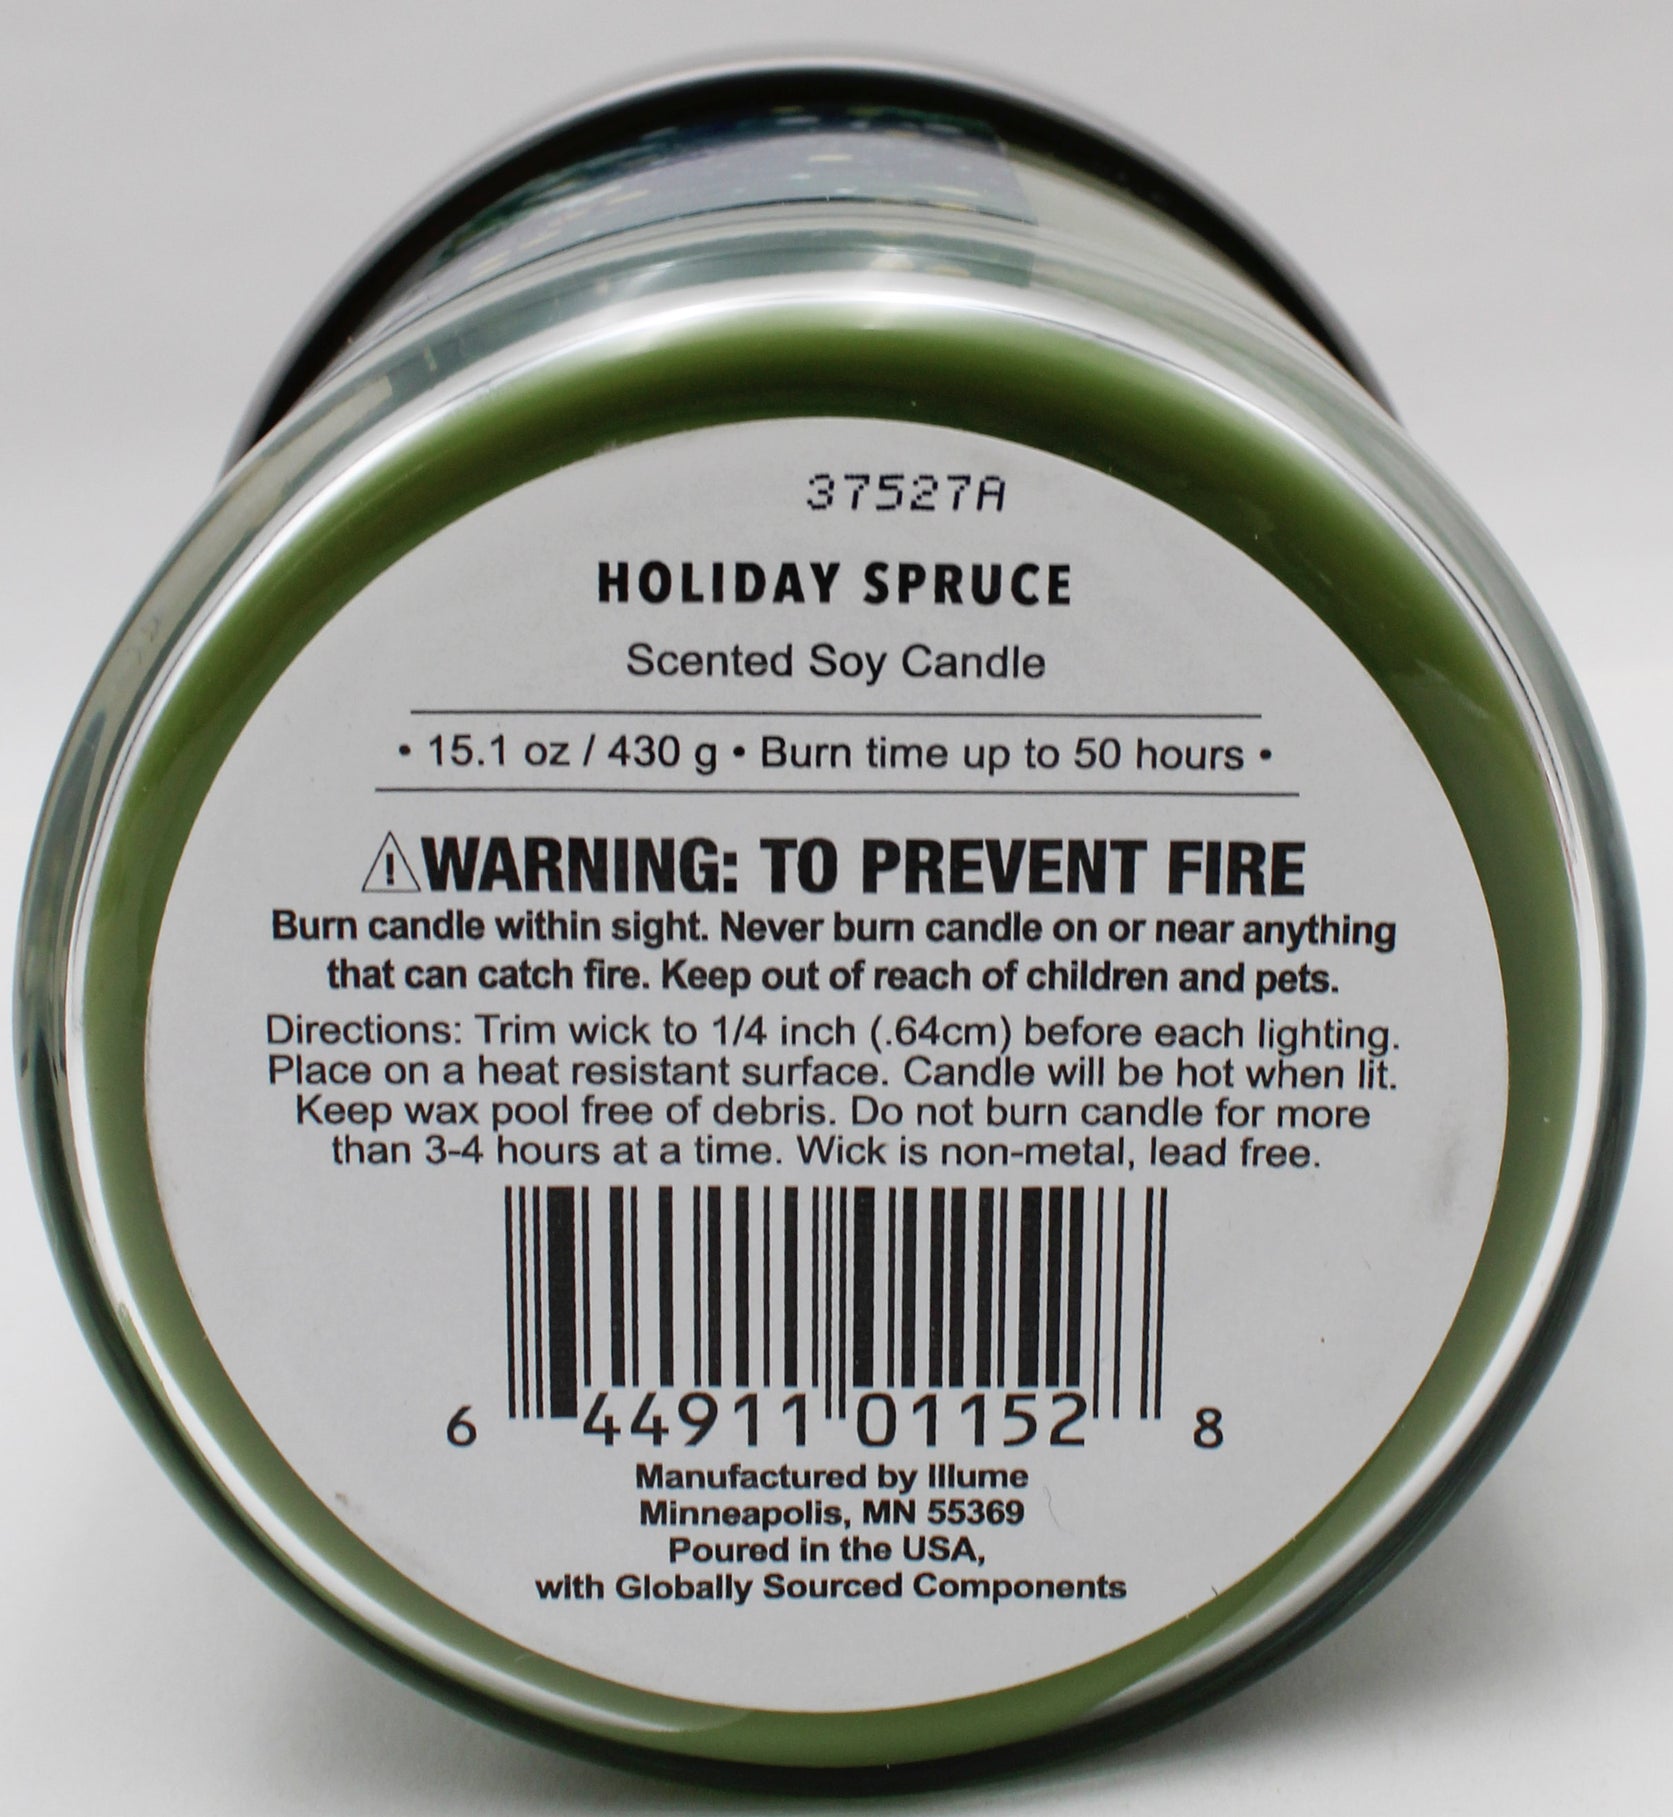 37527A
HOLIDAY SPRUCE
Scented Soy Candle
• 15.1 oz / 430 g • Burn time up to 50 hours •
⚠WARNING: TO PREVENT FIRE
Burn candle within sight. Never burn candle on or near anything
that can catch fire. Keep out of reach of children and pets.
Directions: Trim wick to 1/4 inch (.64cm) before each lighting.
Place on a heat resistant surface. Candle will be hot when lit.
Keep wax pool free of debris. Do not burn candle for more
than 3-4 hours at a time. Wick is non-metal, lead free.
6 44911 01152 8
Manufactured by Illume
Minneapolis, MN 55369
Poured in the USA,
with Globally Sourced Components